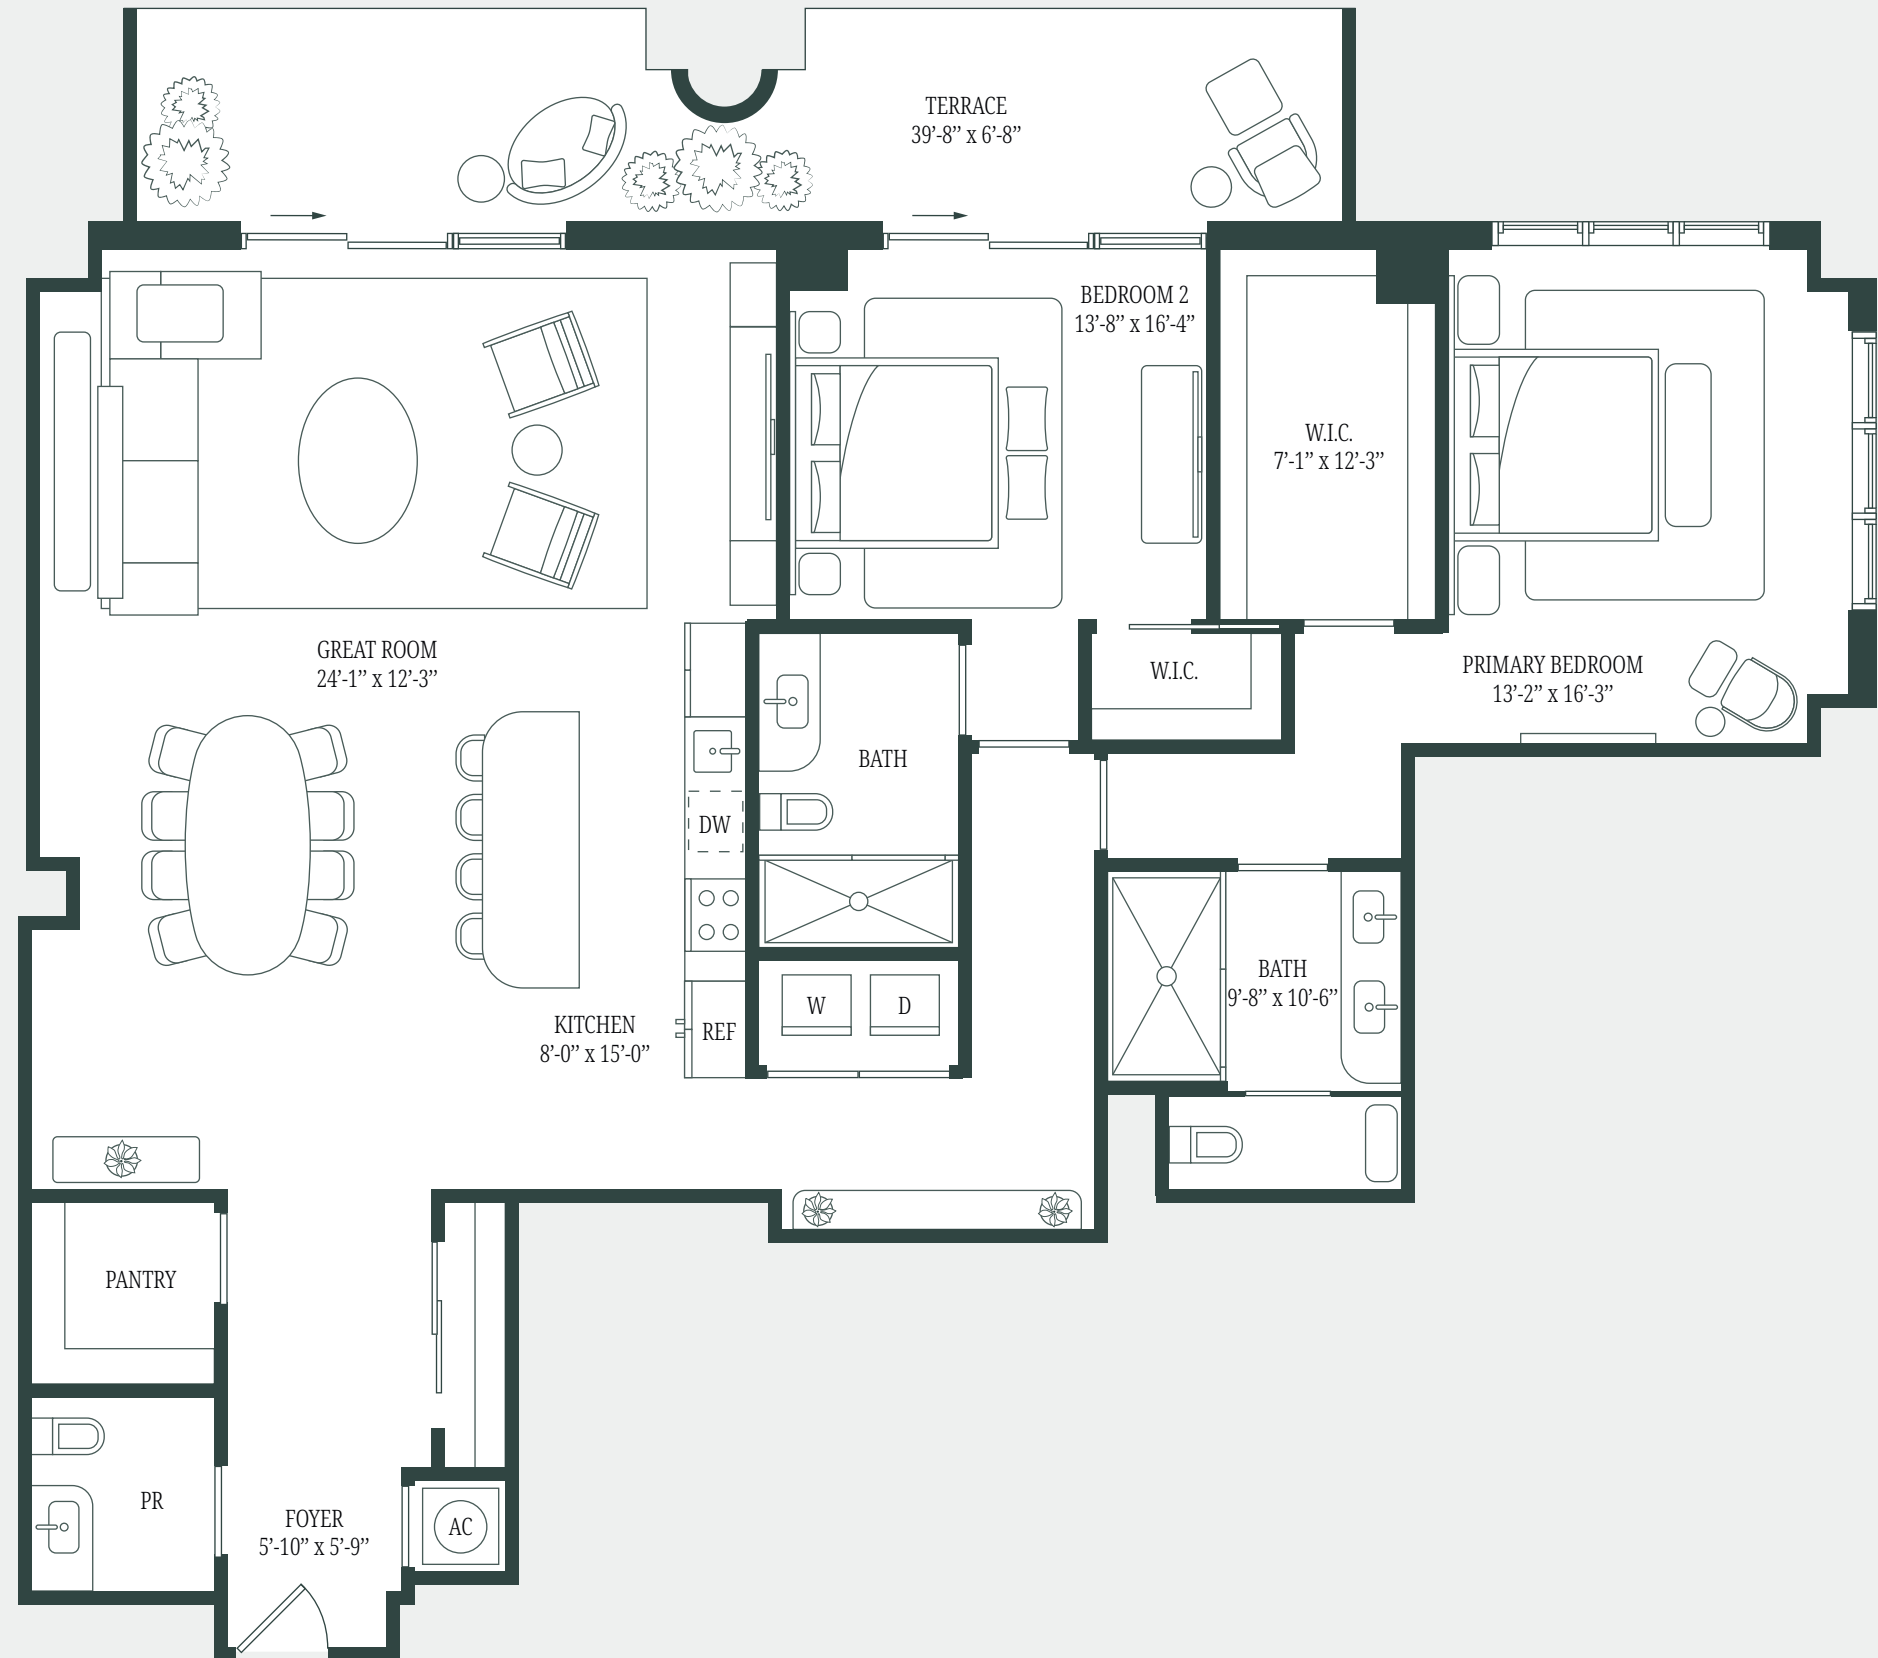 TERRACE
39’-8” x 6’-8”
BEDROOM 2
13’-8” x 16’-4”
W.I.C.
7’-1” x 12’-3”
GREAT ROOM
24’-1” x 12’-3”
W.I.C.
PRIMARY BEDROOM
13’-2” x 16’-3”
BATH
DW
BATH
9’-8” x 10’-6”
W
D
KITCHEN
8’-0” x 15’-0”
REF
PANTRY
PR
FOYER
5’-10” x 5’-9”
AC